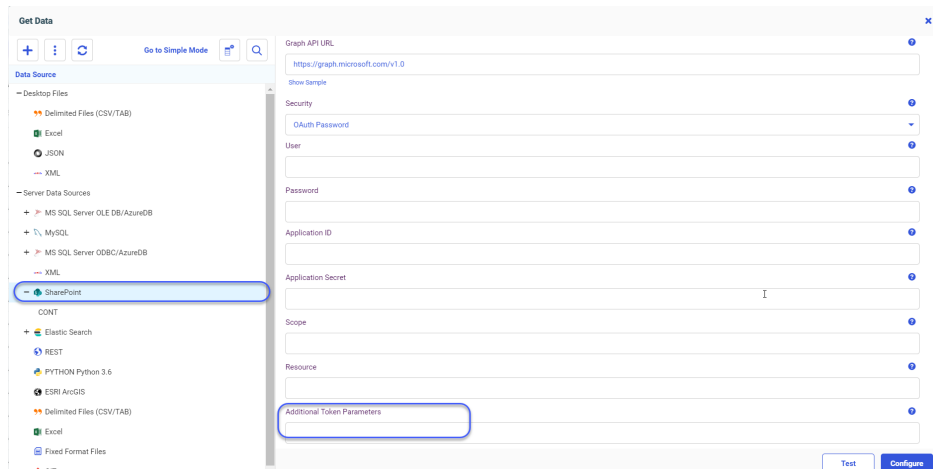 Get Data
Go to Simple Mode
Data Source
Desktop Files
Delimited Files (CSV/TAB)
Excel
JSON
XML
Server Data Sources
MS SQL Server OLE DB/AzureDB
MySQL
MS SQL Server ODBC/AzureDB
XML
SharePoint
CONT
Elastic Search
REST
PYTHON Python 3.6
ESRI ArcGIS
Delimited Files (CSV/TAB)
Excel
Fixed Format Files
Graph API URL
https://graph.microsoft.com/v1.0
Show Sample
Security
OAuth Password
User
Password
Application ID
Application Secret
Scope
Resource
Additional Token Parameters
Test
Configure